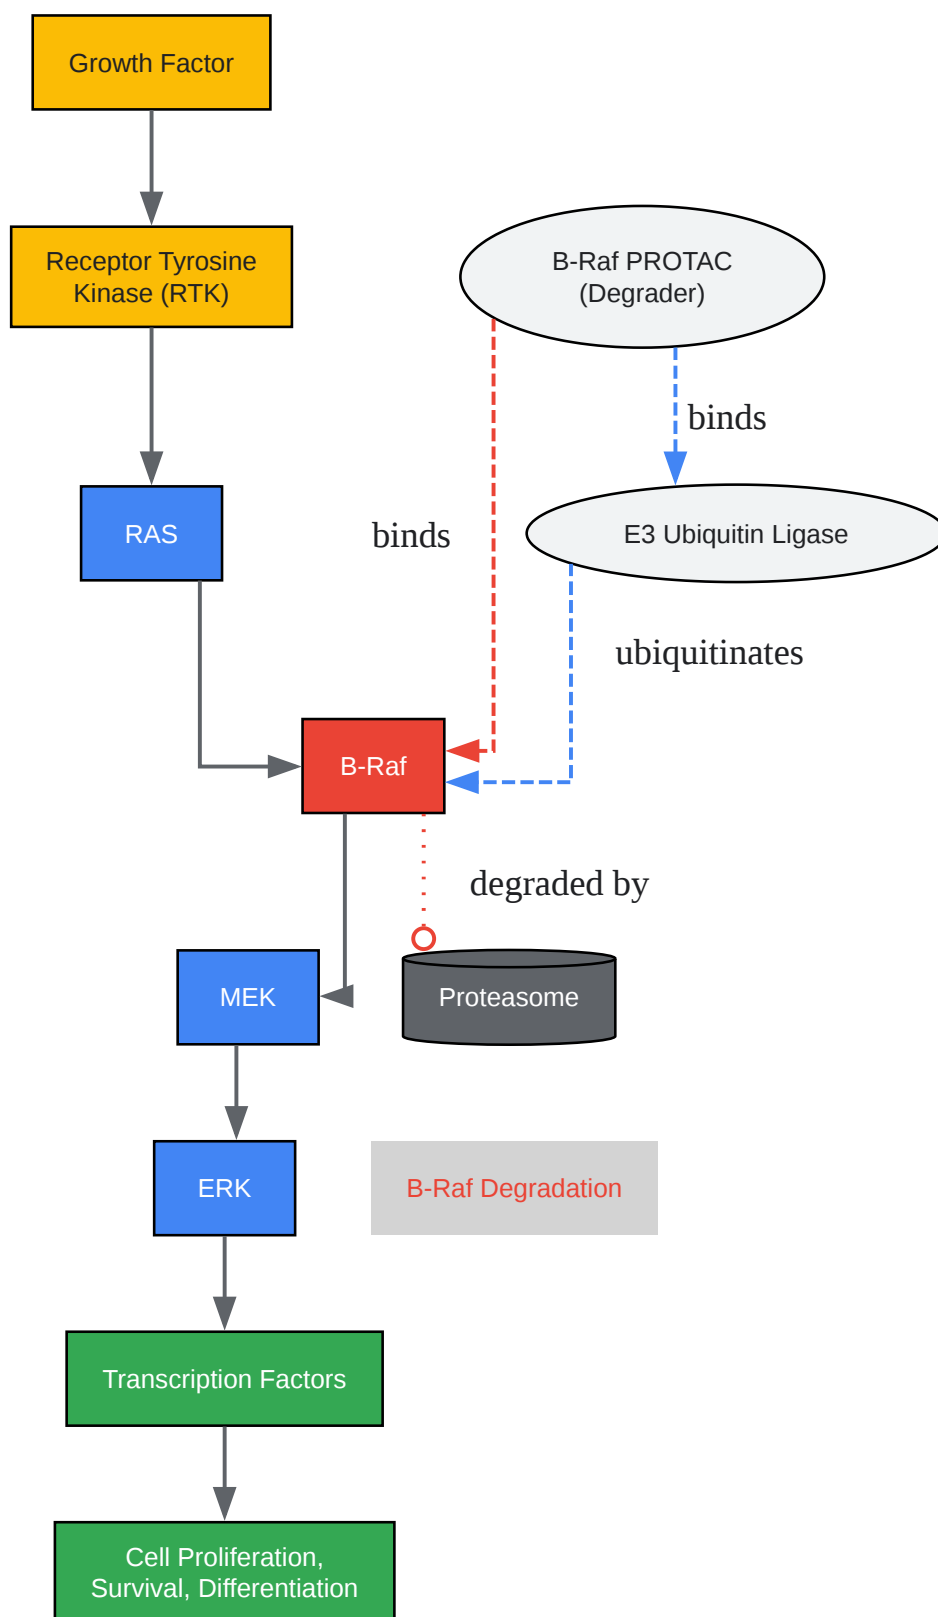 Growth Factor
Receptor Tyrosine
Kinase (RTK)
B-Raf PROTAC
(Degrader)
binds
RAS
binds
E3 Ubiquitin Ligase
ubiquitinates
B-Raf
degraded by
MEK
Proteasome
ERK
B-Raf Degradation
Transcription Factors
Cell Proliferation,
Survival, Differentiation